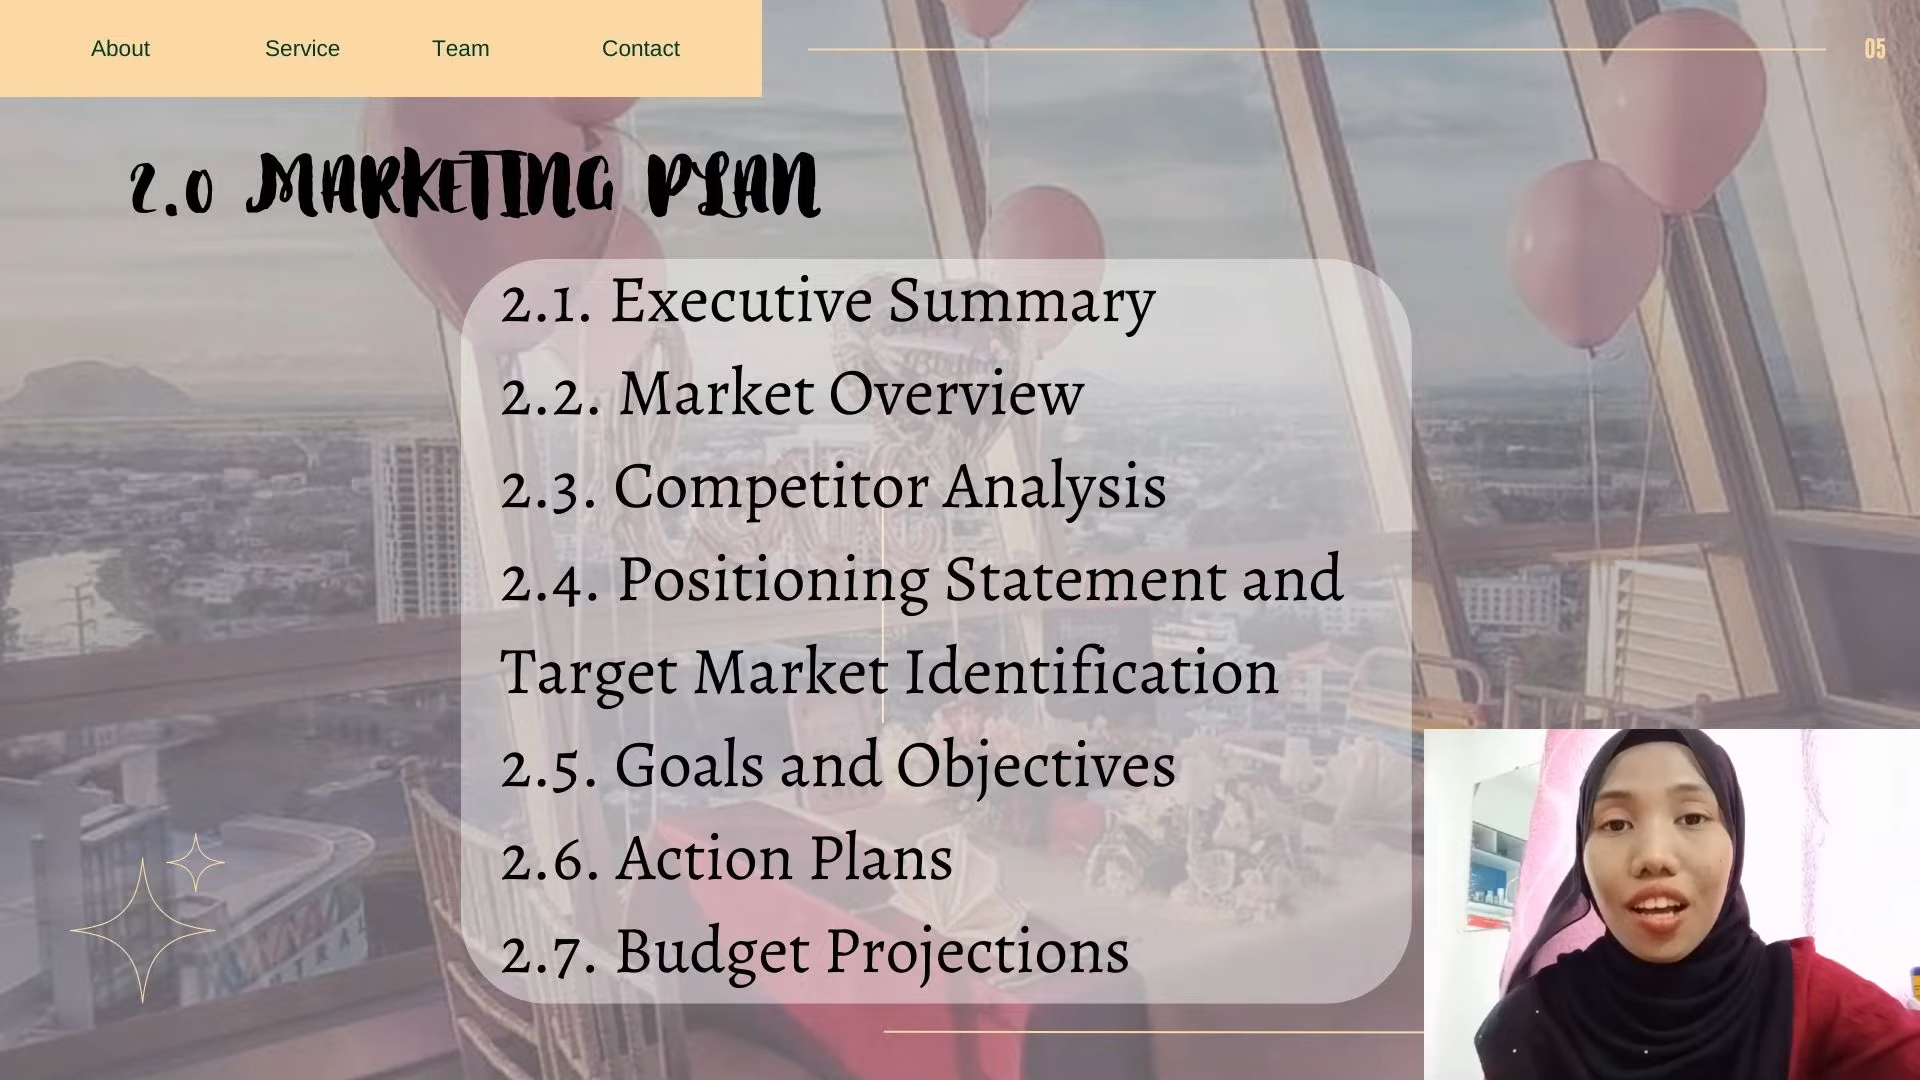 About Service Team Contact
05
2.0 MARKETING PLAN
2.1. Executive Summary
2.2. Market Overview
2.3. Competitor Analysis
2.4. Positioning Statement and
Target Market Identification
2.5. Goals and Objectives
2.6. Action Plans
2.7. Budget Projections